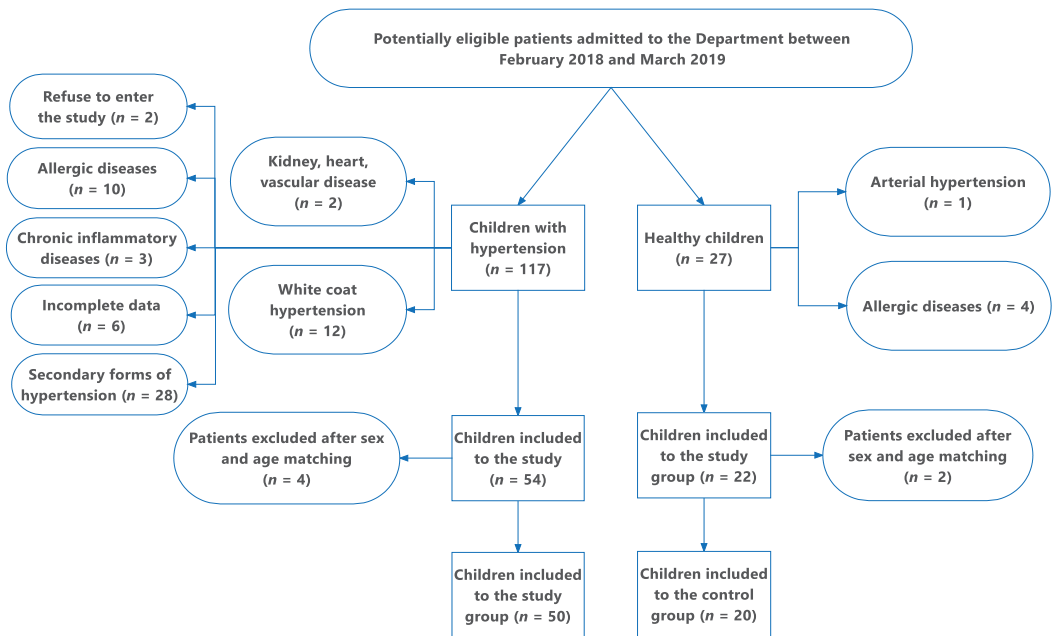 Potentially eligible patients admitted to the Department between
February 2018 and March 2019
Refuse to enter
the study (n = 2)
Allergic diseases
(n = 10)
Chronic inflammatory
diseases (n = 3)
Incomplete data
(n = 6)
Secondary forms of
hypertension (n = 28)
Kidney, heart,
vascular disease
(n = 2)
White coat
hypertension
(n = 12)
Children with
hypertension
(n = 117)
Healthy children
(n = 27)
Arterial hypertension
(n = 1)
Allergic diseases (n = 4)
Patients excluded after sex
and age matching
(n = 4)
Children included
to the study
(n = 54)
Children included
to the study
group (n = 22)
Patients excluded after
sex and age matching
(n = 2)
Children included
to the study
group (n = 50)
Children included
to the control
group (n = 20)